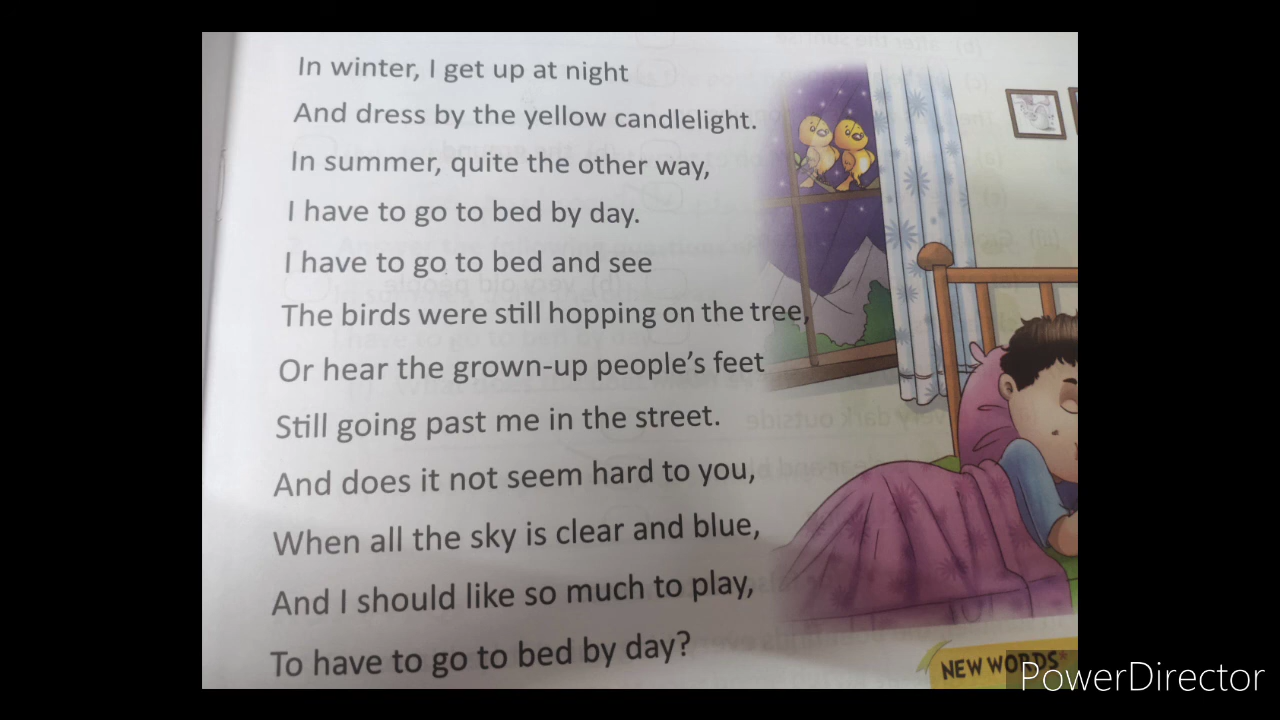 In winter, I get up at night
And dress by the yellow candlelight.
In summer, quite the other way,
I have to go to bed by day.
I have to go to bed and see
The birds were still hopping on the tree,
Or hear the grown-up people's feet
Still going past me in the street.
And does it not seem hard to you,
When all the sky is clear and blue,
And I should like so much to play,
To have to go to bed by day?
NEW WORDS
PowerDirector